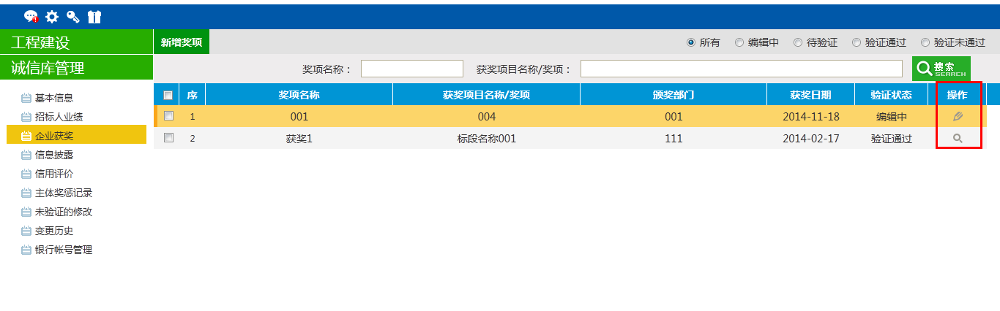 工程建设
诚信库管理
基本信息
招标人业绩
企业获奖
信息披露
信用评价
主体奖惩记录
未验证的修改
变更历史
银行帐号管理
新增奖项 所有 编辑中 待验证 验证通过 验证未通过
奖项名称： 获奖项目名称/奖项： 搜索 SEARCH
序 奖项名称 获奖项目名称/奖项 颁奖部门 获奖日期 验证状态 操作
1 001 004 001 2014-11-18 编辑中
2 获奖1 标段名称001 111 2014-02-17 验证通过